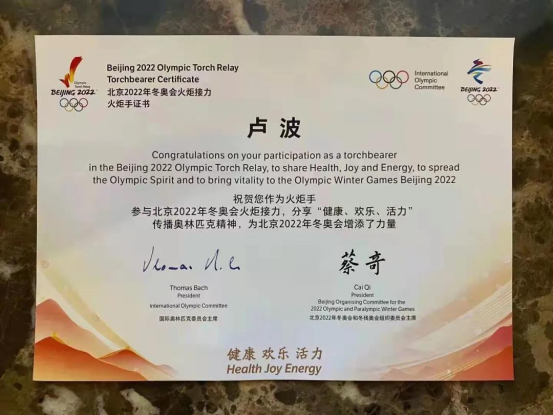 Olympic
Torch Relay
BEIJING 2022
Beijing 2022 Olympic Torch Relay
Torchbearer Certificate
北京2022年冬奥会火炬接力
火炬手证书
International
Olympic
Committee
BEIJING 2022
卢 波
Congratulations on your participation as a torchbearer
in the Beijing 2022 Olympic Torch Relay, to share Health, Joy and Energy, to spread
the Olympic Spirit and to bring vitality to the Olympic Winter Games Beijing 2022
祝贺您作为火炬手
参与北京2022年冬奥会火炬接力，分享“健康、欢乐、活力”
传播奥林匹克精神，为北京2022年冬奥会增添了力量
蔡奇
Thomas Bach
President
International Olympic Committee
国际奥林匹克委员会主席
Cai Qi
President
Beijing Organising Committee for the
2022 Olympic and Paralympic Winter Games
北京2022年冬奥会和冬残奥会组织委员会主席
健康 欢乐 活力
Health Joy Energy